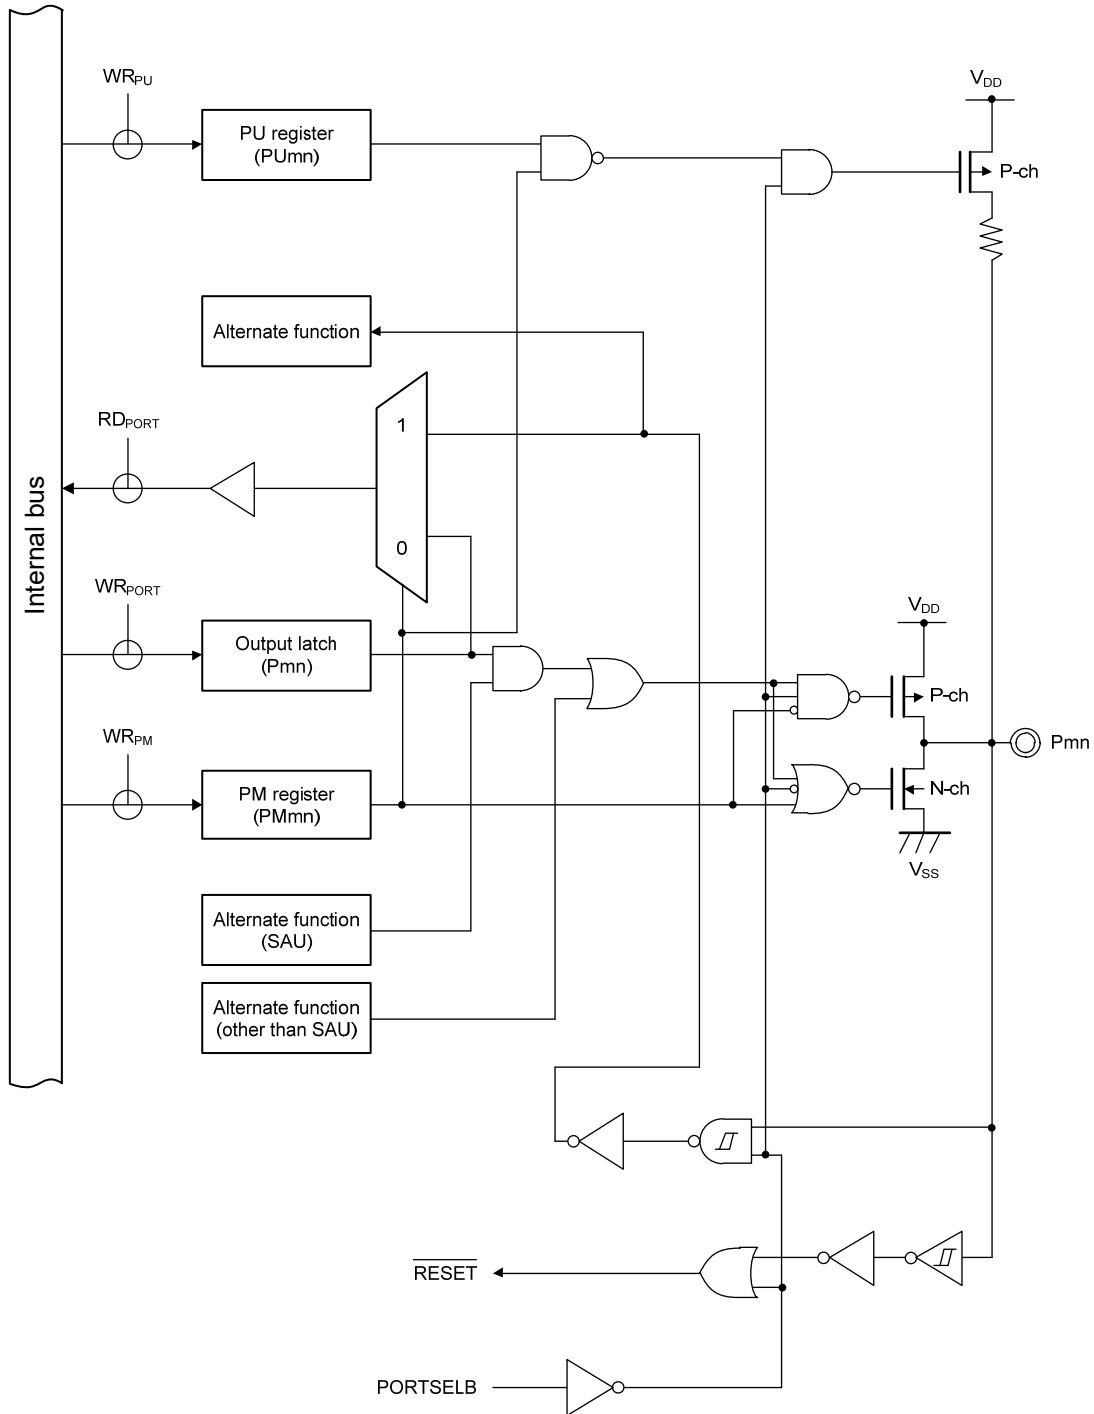 WRPU
VDD
PU register
(PUmn)
P-ch
Alternate function
1
RDPORT
Internal bus
0
WRPORT
VDD
Output latch
(Pmn)
P-ch
WRPM
Pmn
PM register
(PMmn)
N-ch
VSS
Alternate function
(SAU)
Alternate function
(other than SAU)
RESET
PORTSELB